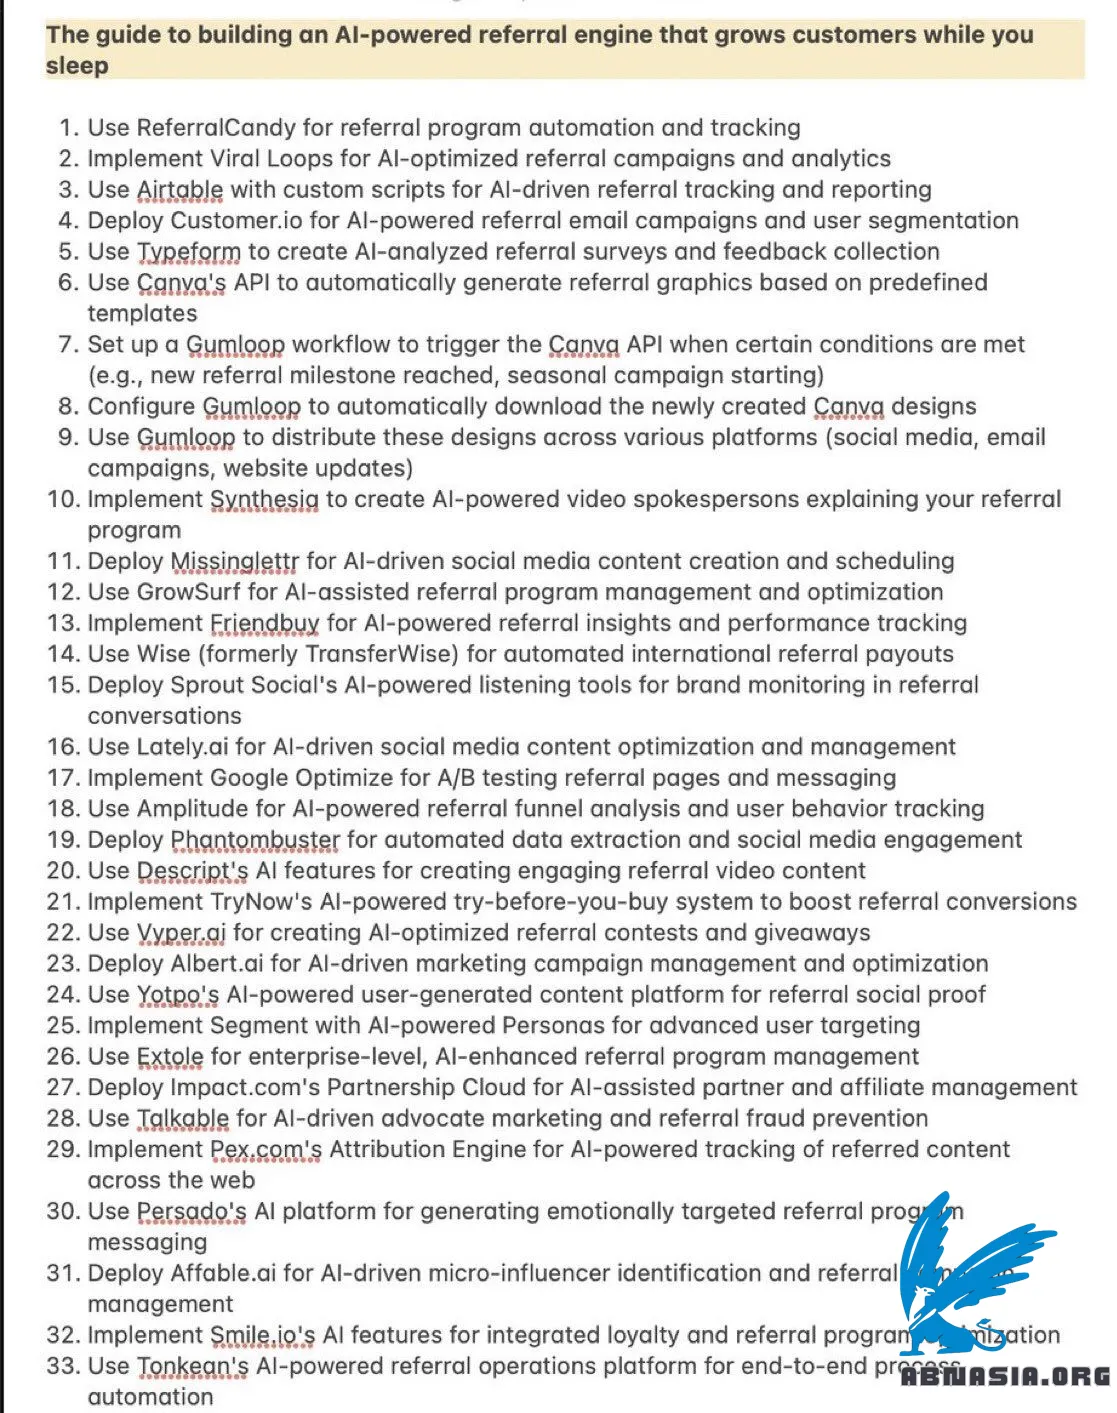 The guide to building an AI-powered referral engine that grows customers while you
sleep
1. Use ReferralCandy for referral program automation and tracking
2. Implement Viral Loops for AI-optimized referral campaigns and analytics
3. Use Airtable with custom scripts for AI-driven referral tracking and reporting
4. Deploy Customer.io for AI-powered referral email campaigns and user segmentation
5. Use Typeform to create AI-analyzed referral surveys and feedback collection
6. Use Canva's API to automatically generate referral graphics based on predefined
templates
7. Set up a Gumloop workflow to trigger the Canva API when certain conditions are met
(e.g., new referral milestone reached, seasonal campaign starting)
8. Configure Gumloop to automatically download the newly created Canva designs
9. Use Gumloop to distribute these designs across various platforms (social media, email
campaigns, website updates)
10. Implement Synthesia to create AI-powered video spokespersons explaining your referral
program
11. Deploy Missinglettr for AI-driven social media content creation and scheduling
12. Use GrowSurf for AI-assisted referral program management and optimization
13. Implement Friendbuy for AI-powered referral insights and performance tracking
14. Use Wise (formerly TransferWise) for automated international referral payouts
15. Deploy Sprout Social's AI-powered listening tools for brand monitoring in referral
conversations
16. Use Lately.ai for AI-driven social media content optimization and management
17. Implement Google Optimize for A/B testing referral pages and messaging
18. Use Amplitude for AI-powered referral funnel analysis and user behavior tracking
19. Deploy Phantombuster for automated data extraction and social media engagement
20. Use Descript's AI features for creating engaging referral video content
21. Implement TryNow's AI-powered try-before-you-buy system to boost referral conversions
22. Use Vyper.ai for creating AI-optimized referral contests and giveaways
23. Deploy Albert.ai for AI-driven marketing campaign management and optimization
24. Use Yotpo's AI-powered user-generated content platform for referral social proof
25. Implement Segment with AI-powered Personas for advanced user targeting
26. Use Extole for enterprise-level, AI-enhanced referral program management
27. Deploy Impact.com's Partnership Cloud for AI-assisted partner and affiliate management
28. Use Talkable for AI-driven advocate marketing and referral fraud prevention
29. Implement Pex.com's Attribution Engine for AI-powered tracking of referred content
across the web
30. Use Persado's AI platform for generating emotionally targeted referral program
messaging
31. Deploy Affable.ai for AI-driven micro-influencer identification and referral
management
32. Implement Smile.io's AI features for integrated loyalty and referral program
33. Use Tonkean's AI-powered referral operations platform for end-to-end process
automation
ABNASIA.ORG